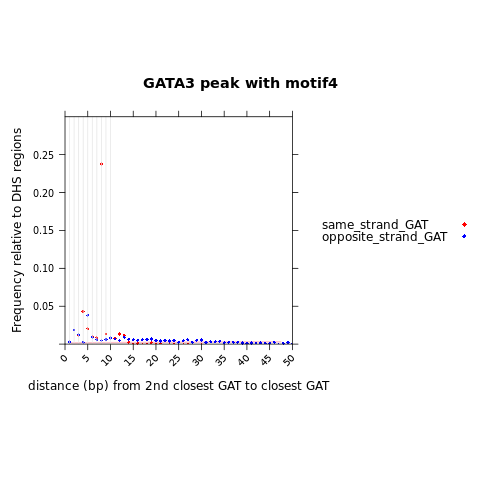 GATA3 peak with motif4
Frequency relative to DHS regions
0.25
0.20
0.15
0.10
0.05
0 5 10 15 20 25 30 35 40 45 50
distance (bp) from 2nd closest GAT to closest GAT
same_strand_GAT
opposite_strand_GAT